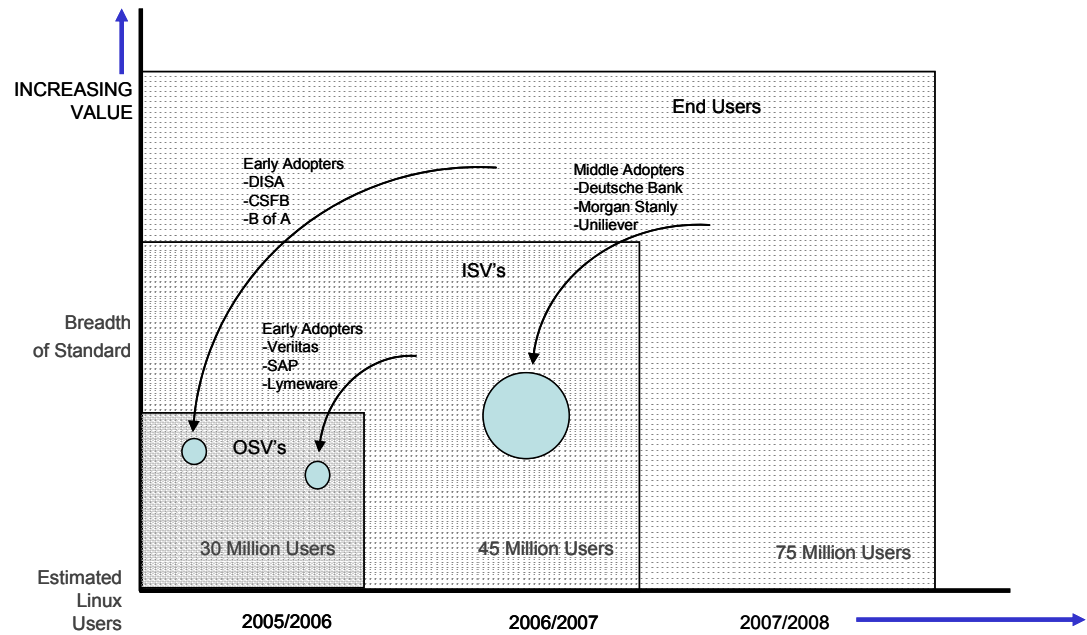 INCREASING
VALUE
End Users
Early Adopters
-DISA
-CSFB
-B of A
Middle Adopters
-Deutsche Bank
-Morgan Stanly
-Uniliever
ISV's
Breadth
of Standard
Early Adopters
-Veriitas
-SAP
-Lymeware
OSV's
30 Million Users
45 Million Users
75 Million Users
Estimated
Linux
Users
2005/2006
2006/2007
2007/2008